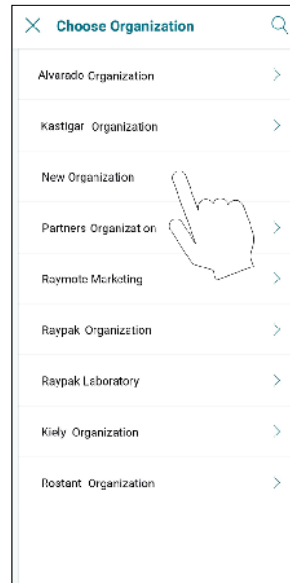 Choose Organization
Alvarado Organization
Kastigar Organization
New Organization
Partners Organization
Raymote Marketing
Raypak Organization
Raypak Laboratory
Kiely Organization
Rostant Organization